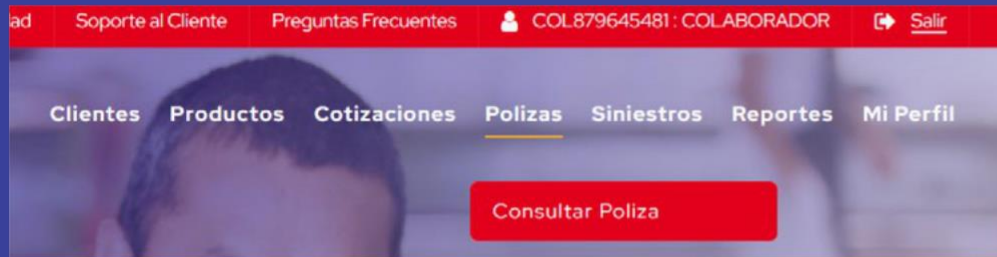 ad Soporte al Cliente Preguntas Frecuentes COL879645481 : COLABORADOR Salir
Clientes Productos Cotizaciones Polizas Siniestros Reportes Mi Perfil
Consultar Poliza